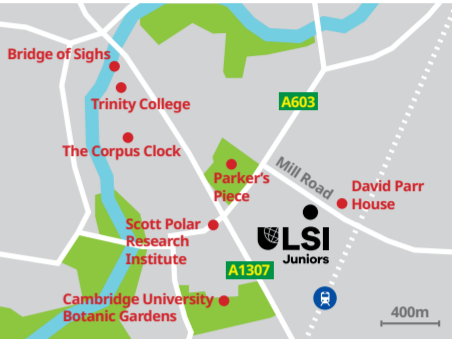 Bridge of Sighs
Trinity College
A603
The Corpus Clock
Mill Road
Parker's
Piece
David Parr
House
Scott Polar
Research
Institute
LSI
Juniors
A1307
Cambridge University
Botanic Gardens
400m